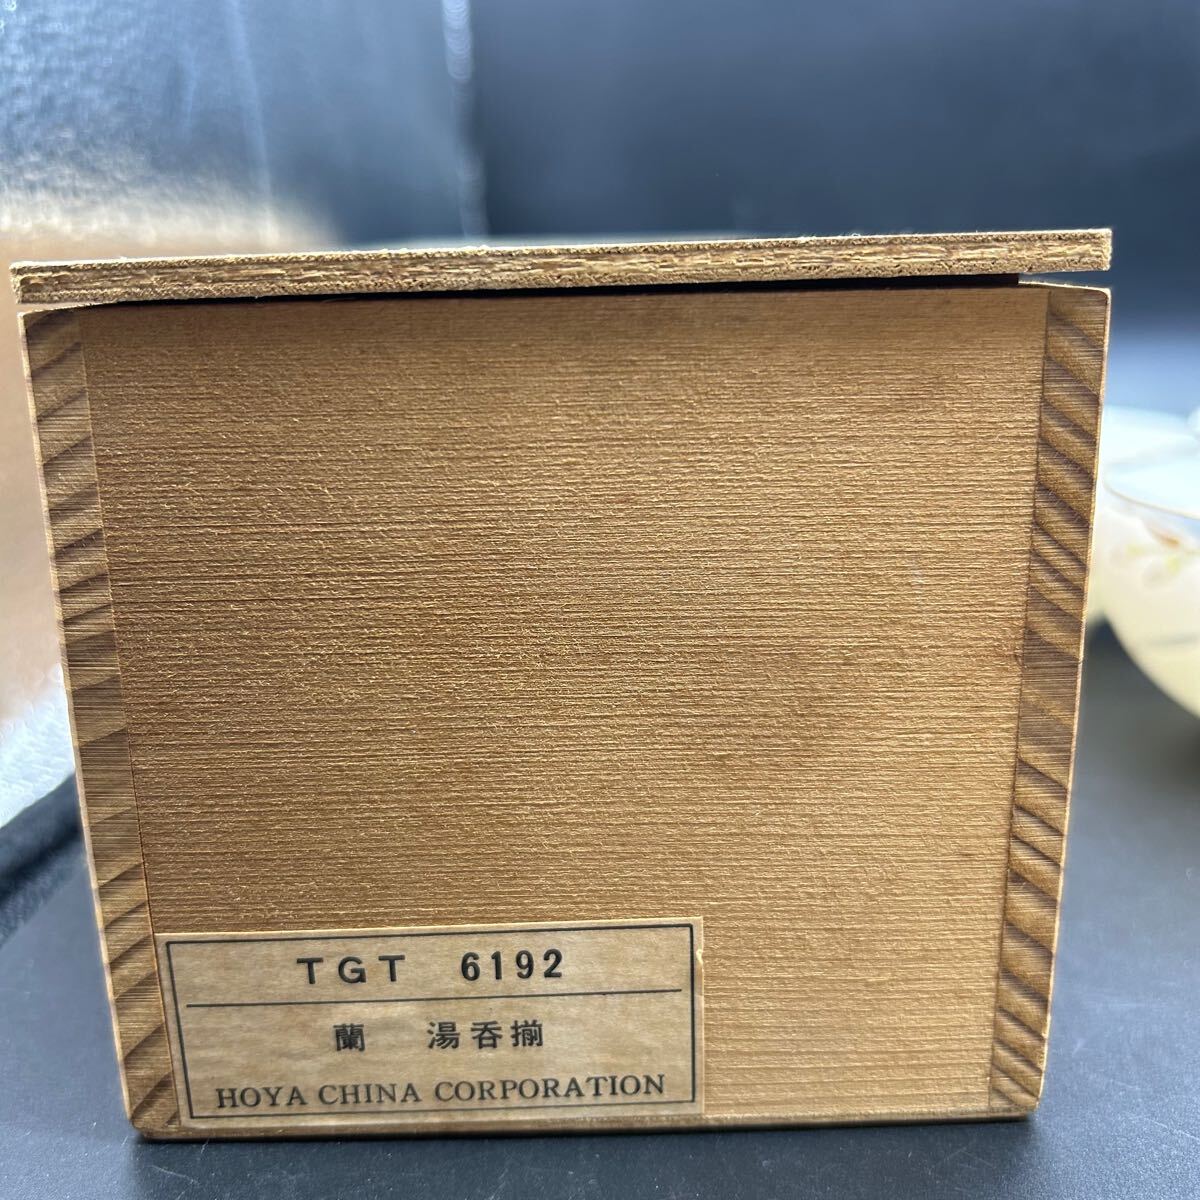 TGT 6192
蘭 湯呑揃
HOYA CHINA CORPORATION